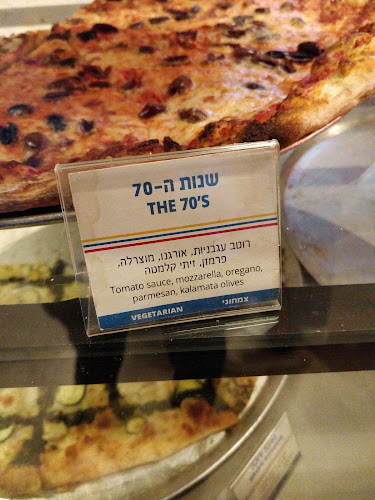 שנות ה-70
THE 70'S
רוטב עגבניות, אורגנו, מוצרלה,
פרמזן, זיתי קלמטה
Tomato sauce, mozzarella, oregano,
parmesan, kalamata olives
VEGETARIAN צמחוני